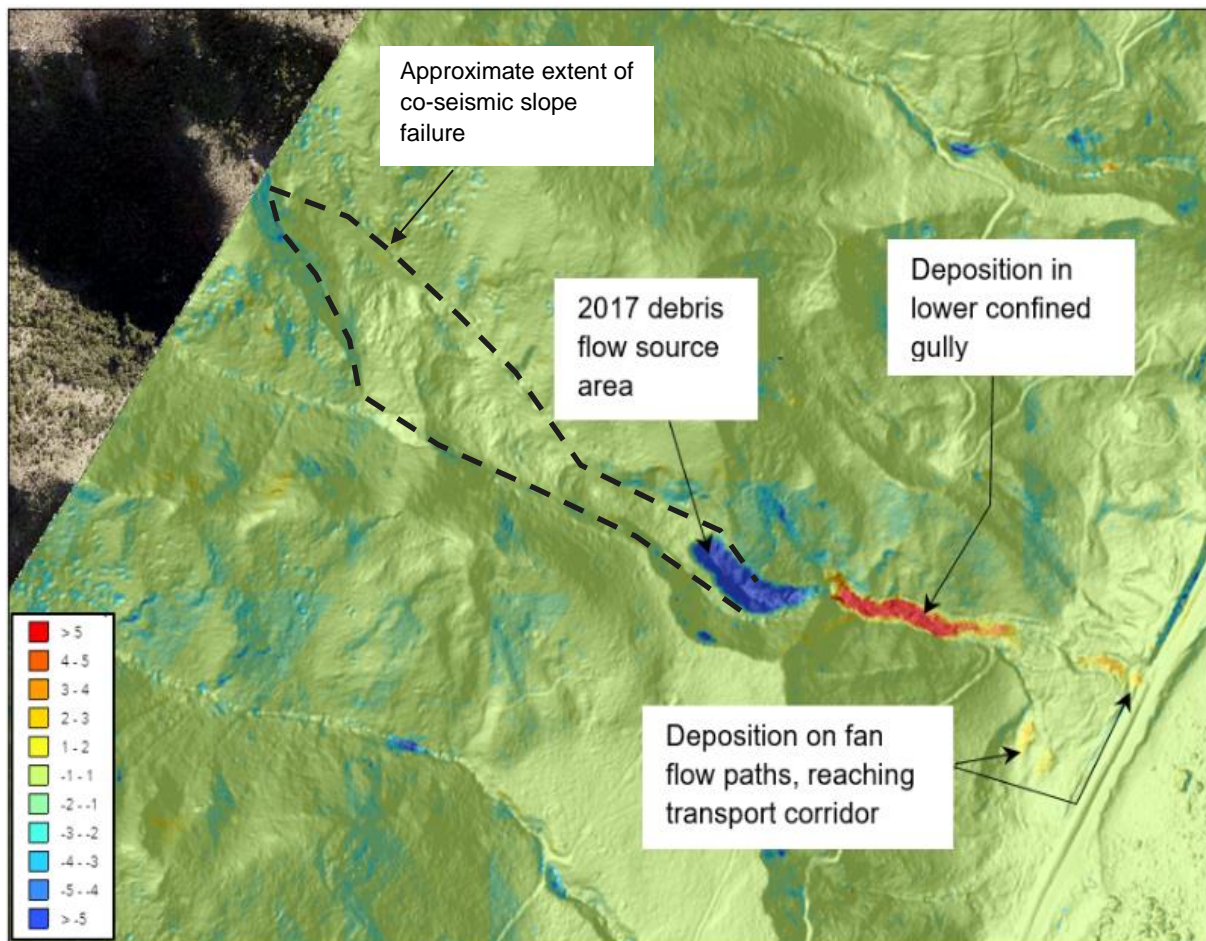 Approximate extent of
co-seismic slope
failure
2017 debris
flow source
area
Deposition in
lower confined
gully
Deposition on fan
flow paths, reaching
transport corridor
> 5
4 - 5
3 - 4
2 - 3
1 - 2
-1 - 1
-2 - -1
-3 - -2
-4 - -3
-5 - -4
> -5